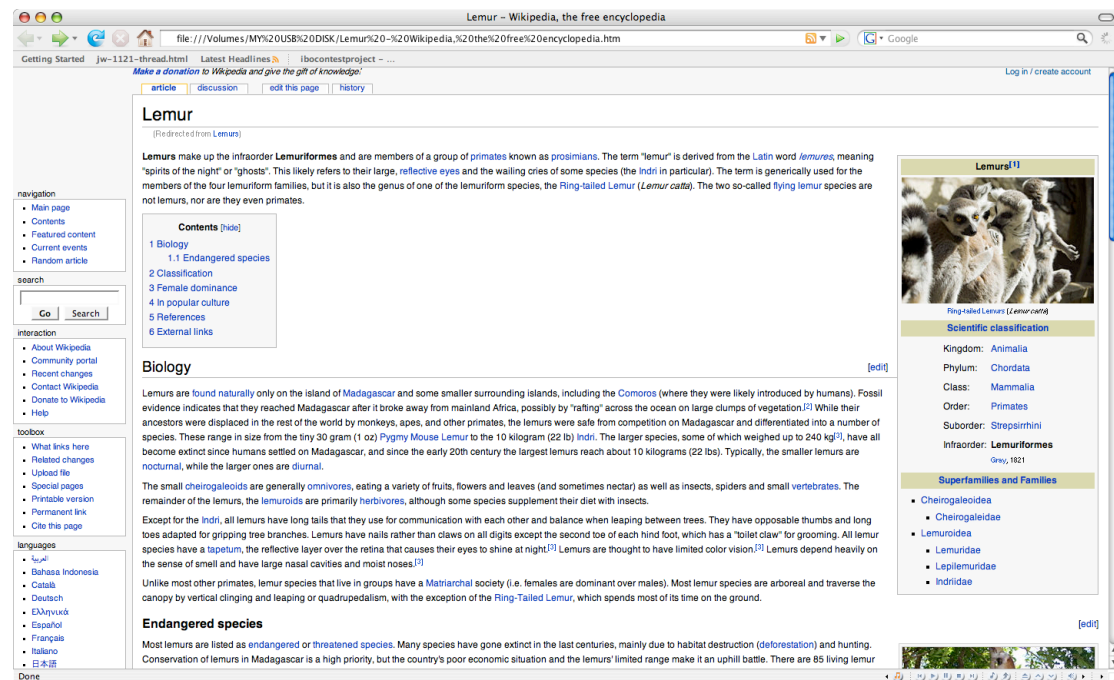 Lemur – Wikipedia, the free encyclopedia
file:///Volumes/MY%20USB%20DISK/Lemur%20-%20Wikipedia,%20the%20free%20encyclopedia.htm
Google
Getting Started jw-1121-thread.html Latest Headlines ibocontestproject – ...
Make a donation to Wikipedia and give the gift of knowledge!
Log in / create account
article discussion edit this page history
Lemur
(Redirected from Lemurs)
Lemurs make up the infraorder Lemuriformes and are members of a group of primates known as prosimians. The term "lemur" is derived from the Latin word lemures, meaning
"spirits of the night" or "ghosts". This likely refers to their large, reflective eyes and the wailing cries of some species (the Indri in particular). The term is generically used for the
members of the four lemuriform families, but it is also the genus of one of the lemuriform species, the Ring-tailed Lemur (Lemur catta). The two so-called flying lemur species are
not lemurs, nor are they even primates.
Contents [hide]
1 Biology
1.1 Endangered species
2 Classification
3 Female dominance
4 In popular culture
5 References
6 External links
Biology
[edit]
Lemurs are found naturally only on the island of Madagascar and some smaller surrounding islands, including the Comoros (where they were likely introduced by humans). Fossil
evidence indicates that they reached Madagascar after it broke away from mainland Africa, possibly by "rafting" across the ocean on large clumps of vegetation.[2] While their
ancestors were displaced in the rest of the world by monkeys, apes, and other primates, the lemurs were safe from competition on Madagascar and differentiated into a number of
species. These range in size from the tiny 30 gram (1 oz) Pygmy Mouse Lemur to the 10 kilogram (22 lb) Indri. The larger species, some of which weighed up to 240 kg[3], have all
become extinct since humans settled on Madagascar, and since the early 20th century the largest lemurs reach about 10 kilograms (22 lbs). Typically, the smaller lemurs are
nocturnal, while the larger ones are diurnal.
The small cheirogaleoids are generally omnivores, eating a variety of fruits, flowers and leaves (and sometimes nectar) as well as insects, spiders and small vertebrates. The
remainder of the lemurs, the lemuroids are primarily herbivores, although some species supplement their diet with insects.
Except for the Indri, all lemurs have long tails that they use for communication with each other and balance when leaping between trees. They have opposable thumbs and long
toes adapted for gripping tree branches. Lemurs have nails rather than claws on all digits except the second toe of each hind foot, which has a "toilet claw" for grooming. All lemur
species have a tapetum, the reflective layer over the retina that causes their eyes to shine at night.[3] Lemurs are thought to have limited color vision.[3] Lemurs depend heavily on
the sense of smell and have large nasal cavities and moist noses.[3]
Unlike most other primates, lemur species that live in groups have a Matriarchal society (i.e. females are dominant over males). Most lemur species are arboreal and traverse the
canopy by vertical clinging and leaping or quadrupedalism, with the exception of the Ring-Tailed Lemur, which spends most of its time on the ground.
Endangered species
[edit]
Most lemurs are listed as endangered or threatened species. Many species have gone extinct in the last centuries, mainly due to habitat destruction (deforestation) and hunting.
Conservation of lemurs in Madagascar is a high priority, but the country's poor economic situation and the lemurs' limited range make it an uphill battle. There are 85 living lemur
Lemurs[1]
Ring-tailed Lemurs (Lemur catta)
Scientific classification
Kingdom: Animalia
Phylum: Chordata
Class: Mammalia
Order: Primates
Suborder: Strepsirrhini
Infraorder: Lemuriformes
Gray, 1821
Superfamilies and Families
Cheirogaleoidea
Cheirogaleidae
Lemuroidea
Lemuridae
Lepilemuridae
Indriidae
navigation
Main page
Contents
Featured content
Current events
Random article
search
Go Search
interaction
About Wikipedia
Community portal
Recent changes
Contact Wikipedia
Donate to Wikipedia
Help
toolbox
What links here
Related changes
Upload file
Special pages
Printable version
Permanent link
Cite this page
languages
العربية
Bahasa Indonesia
Català
Deutsch
Ελληνικά
Español
Français
Italiano
日本語
Done